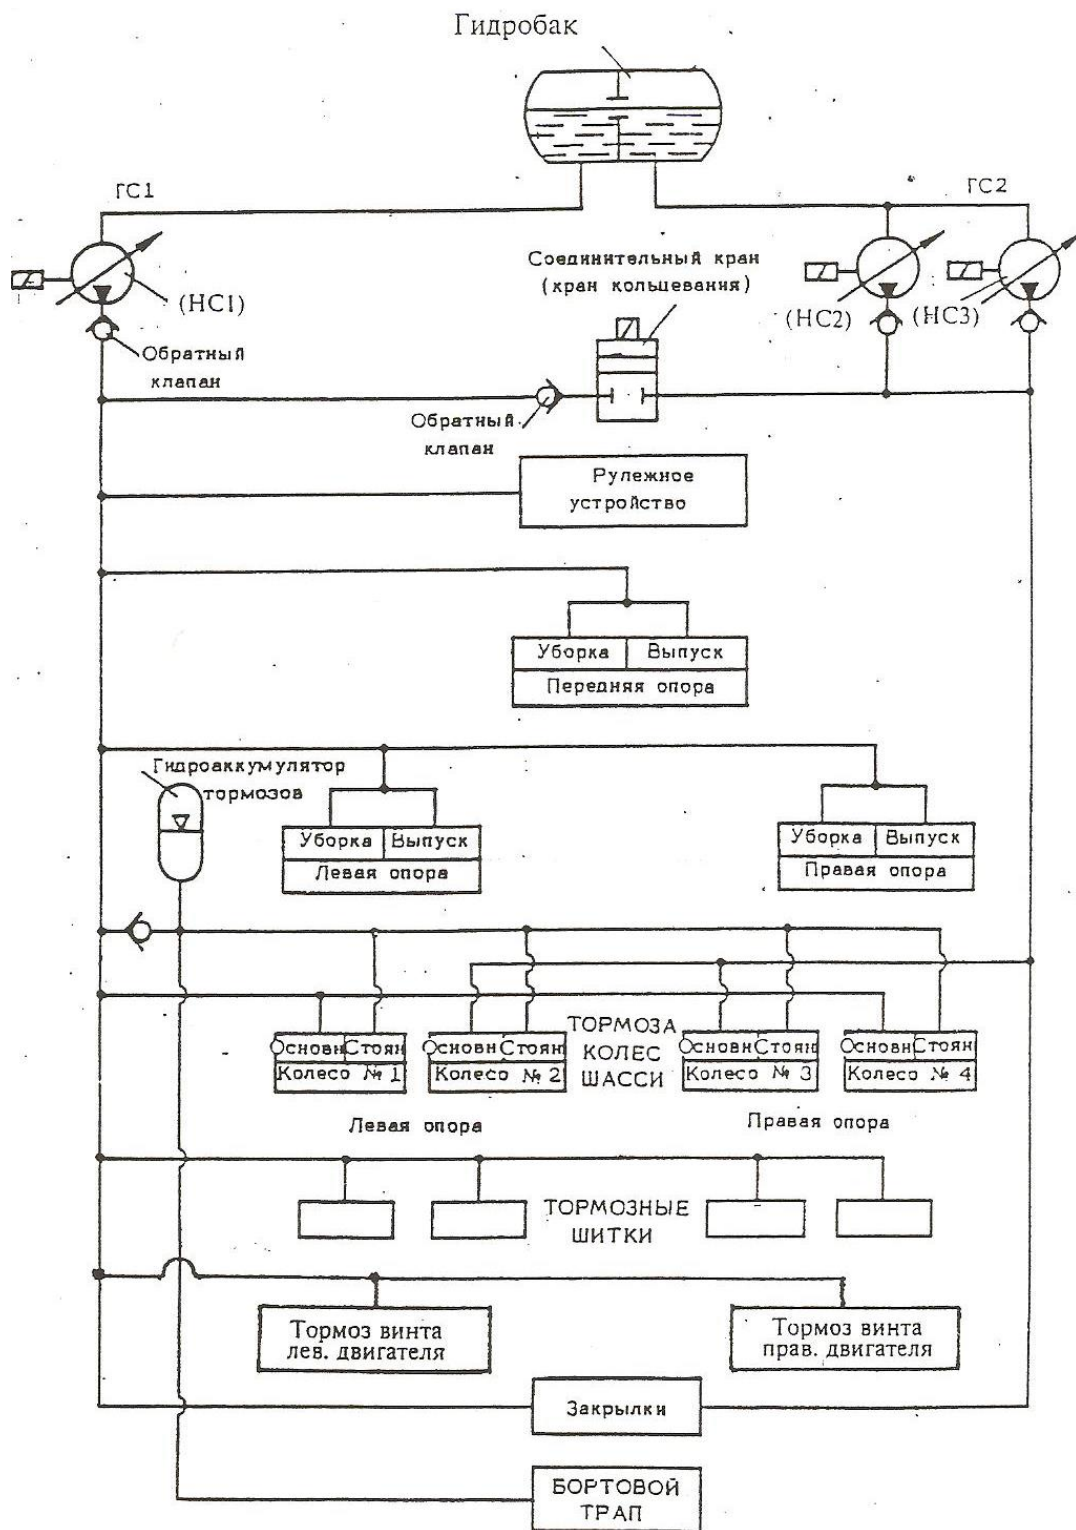 Гидробак
ГС1
ГС2
Соединительный кран
(кран кольцевания)
(НС1)
(НС2)
(НС3)
Обратный
клапан
Обратный
клапан
Рулежное
устройство
Уборка
Выпуск
Передняя опора
Гидроаккумулятор
тормозов
Уборка
Выпуск
Левая опора
Уборка
Выпуск
Правая опора
ТОРМОЗА
КОЛЕС
ШАССИ
Основн
Стоян
Колесо № 1
Основн
Стоян
Колесо № 2
Основн
Стоян
Колесо № 3
Основн
Стоян
Колесо № 4
Левая опора
Правая опора
ТОРМОЗНЫЕ
ШИТКИ
Тормоз винта
лев. двигателя
Тормоз винта
прав. двигателя
Закрылки
БОРТОВОЙ
ТРАП